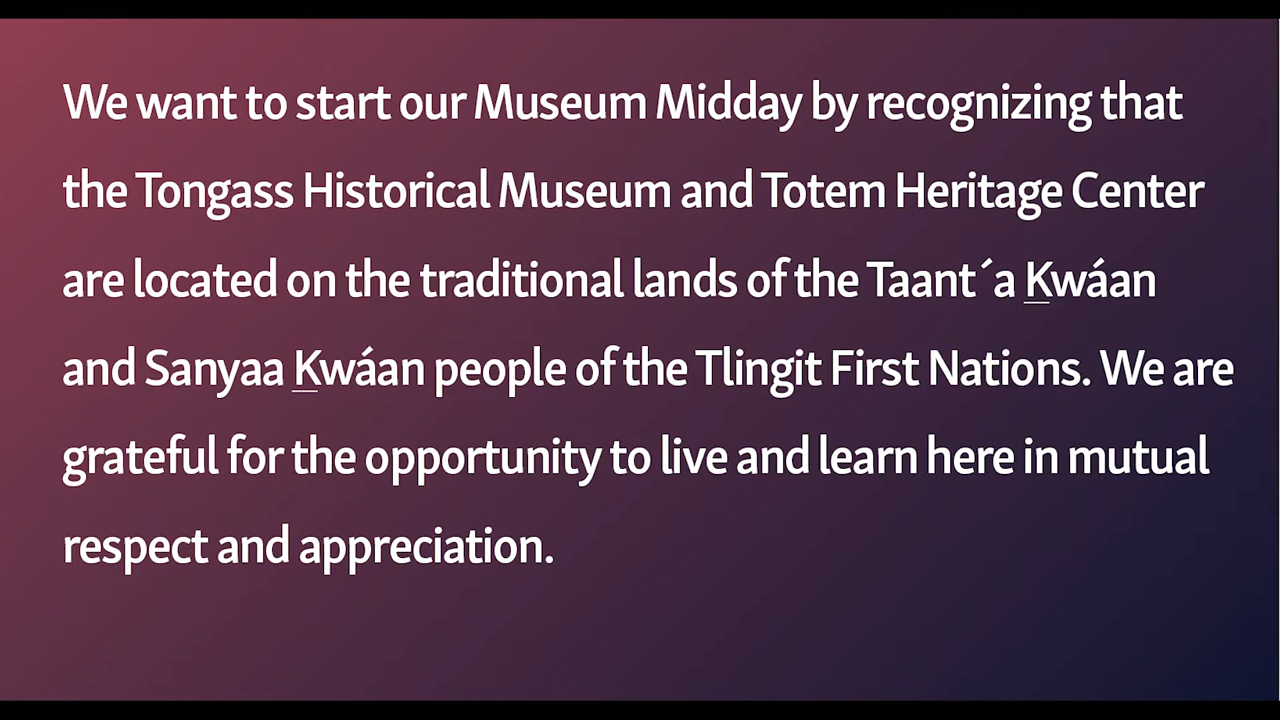 We want to start our Museum Midday by recognizing that
the Tongass Historical Museum and Totem Heritage Center
are located on the traditional lands of the Taant´a Ḵwáan
and Sanyaa Ḵwáan people of the Tlingit First Nations. We are
grateful for the opportunity to live and learn here in mutual
respect and appreciation.